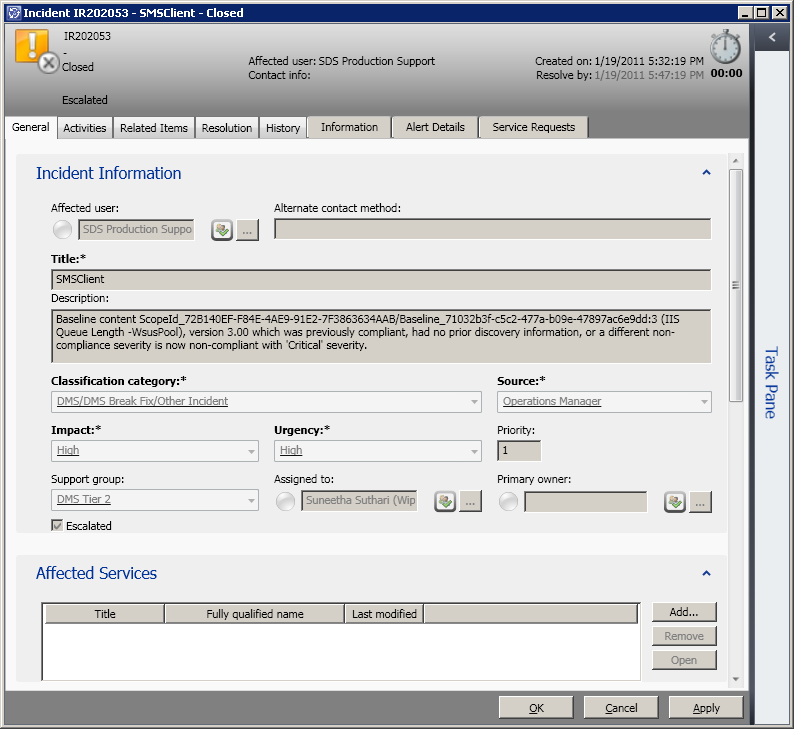 Incident IR202053 - SMSClient - Closed
IR202053
-
Closed
Escalated
Affected user: SDS Production Support
Contact info:
Created on: 1/19/2011 5:32:19 PM
Resolve by: 1/19/2011 5:47:19 PM
00:00
<
General
Activities
Related Items
Resolution
History
Information
Alert Details
Service Requests
Incident Information
Affected user:
SDS Production Suppo
...
Alternate contact method:
Title:*
SMSClient
Description:
Baseline content ScopeId_72B140EF-F84E-4AE9-91E2-7F3863634AAB/Baseline_71032b3f-c5c2-477a-b09e-47897ac6e9dd:3 (IIS
Queue Length -WsusPool), version 3.00 which was previously compliant, had no prior discovery information, or a different non-
compliance severity is now non-compliant with 'Critical' severity.
Classification category:*
DMS/DMS Break Fix/Other Incident
Source:*
Operations Manager
Impact:*
High
Urgency:*
High
Priority:
1
Support group:
DMS Tier 2
Assigned to:
Suneetha Suthari (Wip
...
Primary owner:
...
Escalated
Task Pane
Affected Services
Title
Fully qualified name
Last modified
Add...
Remove
Open
OK
Cancel
Apply